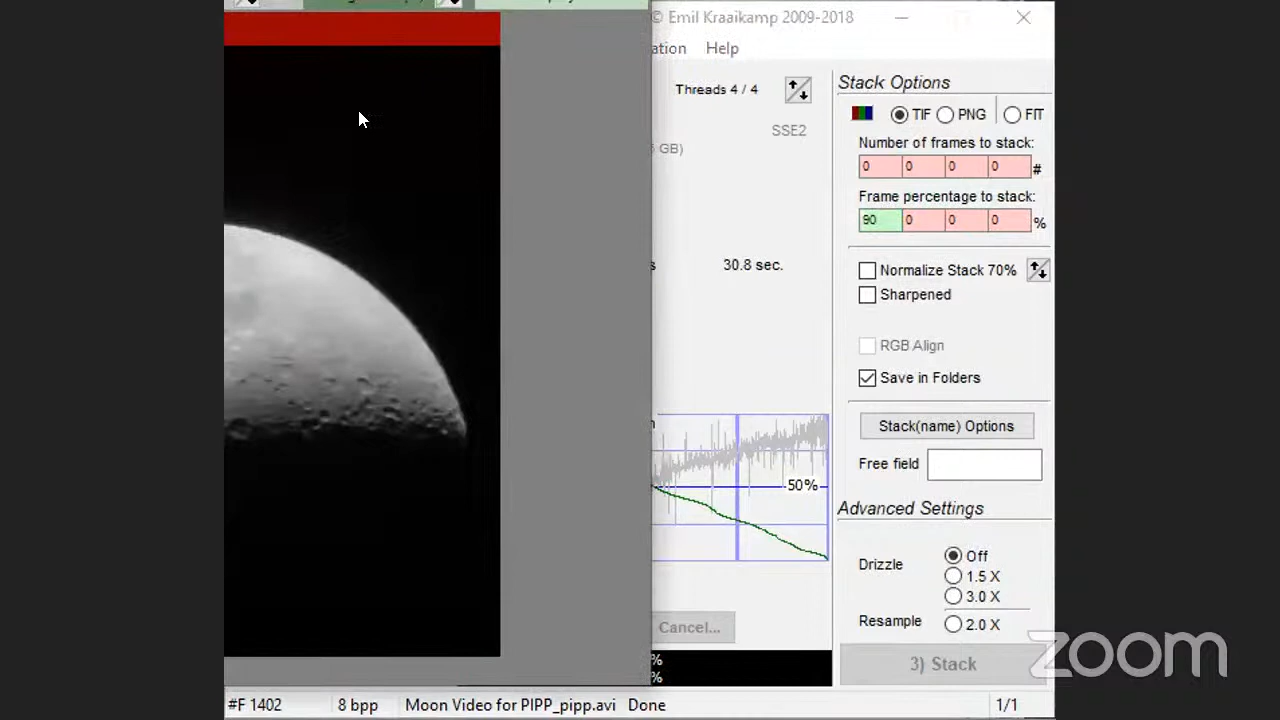 © Emil Kraaikamp 2009-2018
ation Help
Threads 4 / 4
SSE2
GB)
s 30.8 sec.
50%
Cancel...
%
%
Stack Options
TIF PNG FIT
Number of frames to stack:
0 0 0 0 #
Frame percentage to stack:
90 0 0 0 %
Normalize Stack 70%
Sharpened
RGB Align
Save in Folders
Stack(name) Options
Free field
Advanced Settings
Drizzle Off
1.5 X
3.0 X
Resample 2.0 X
3) Stack
zoom
#F 1402 8 bpp Moon Video for PIPP_pipp.avi Done 1/1